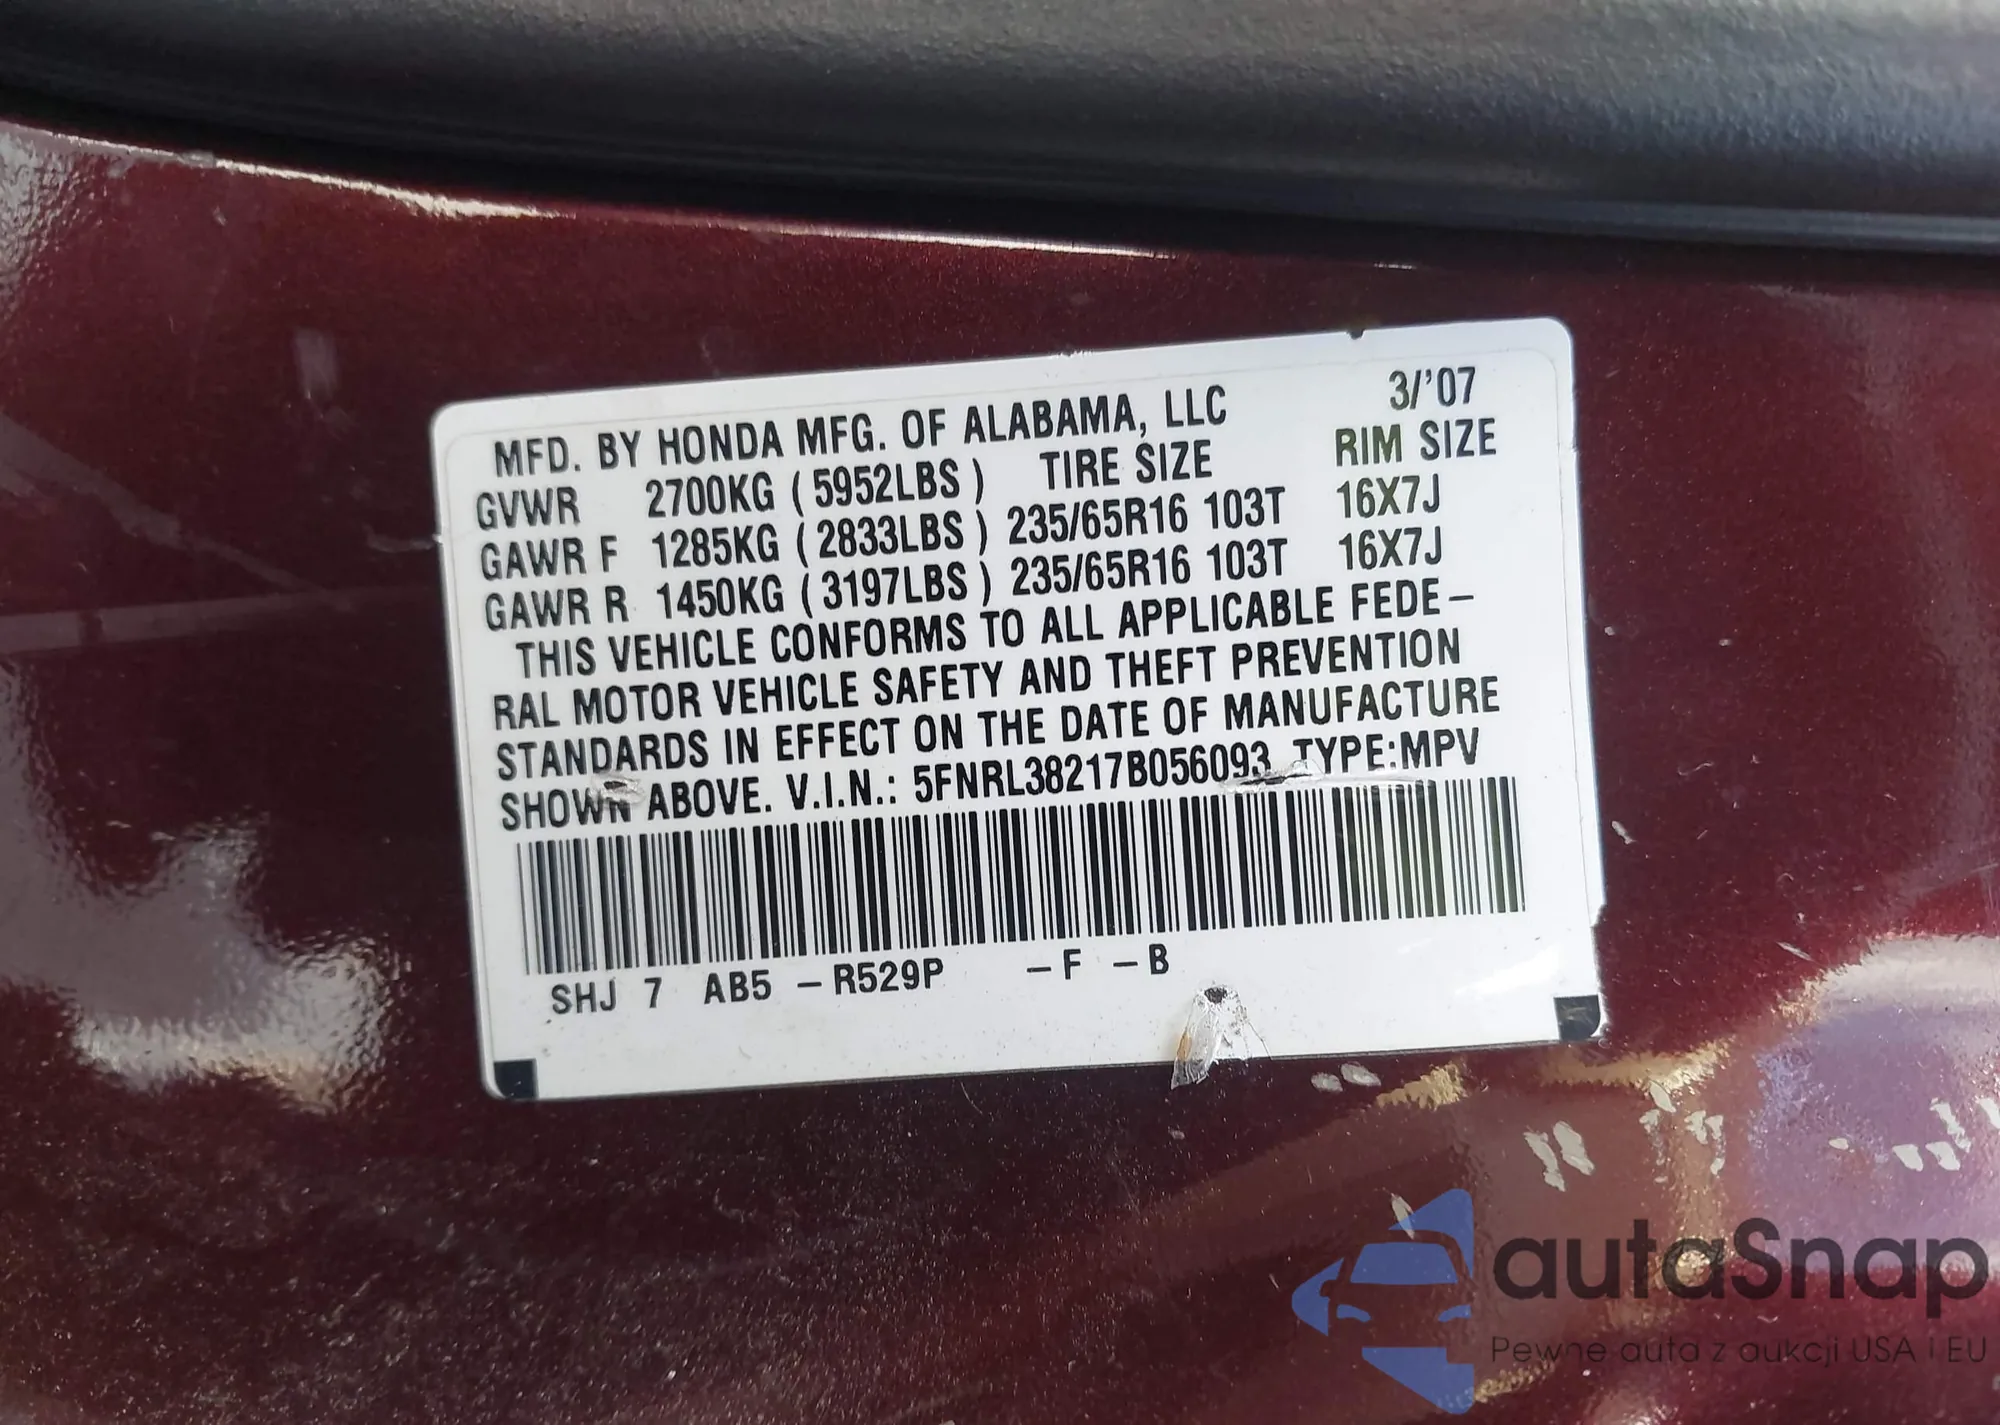 MFD. BY HONDA MFG. OF ALABAMA, LLC 3/'07
GVWR 2700KG ( 5952LBS ) TIRE SIZE RIM SIZE
GAWR F 1285KG ( 2833LBS ) 235/65R16 103T 16X7J
GAWR R 1450KG ( 3197LBS ) 235/65R16 103T 16X7J
THIS VEHICLE CONFORMS TO ALL APPLICABLE FEDE-
RAL MOTOR VEHICLE SAFETY AND THEFT PREVENTION
STANDARDS IN EFFECT ON THE DATE OF MANUFACTURE
SHOWN ABOVE. V.I.N.: 5FNRL38217B056093 TYPE:MPV
SHJ 7 AB5 -R529P -F -B
autaSnap
Pewne auta z aukcji USA i EU